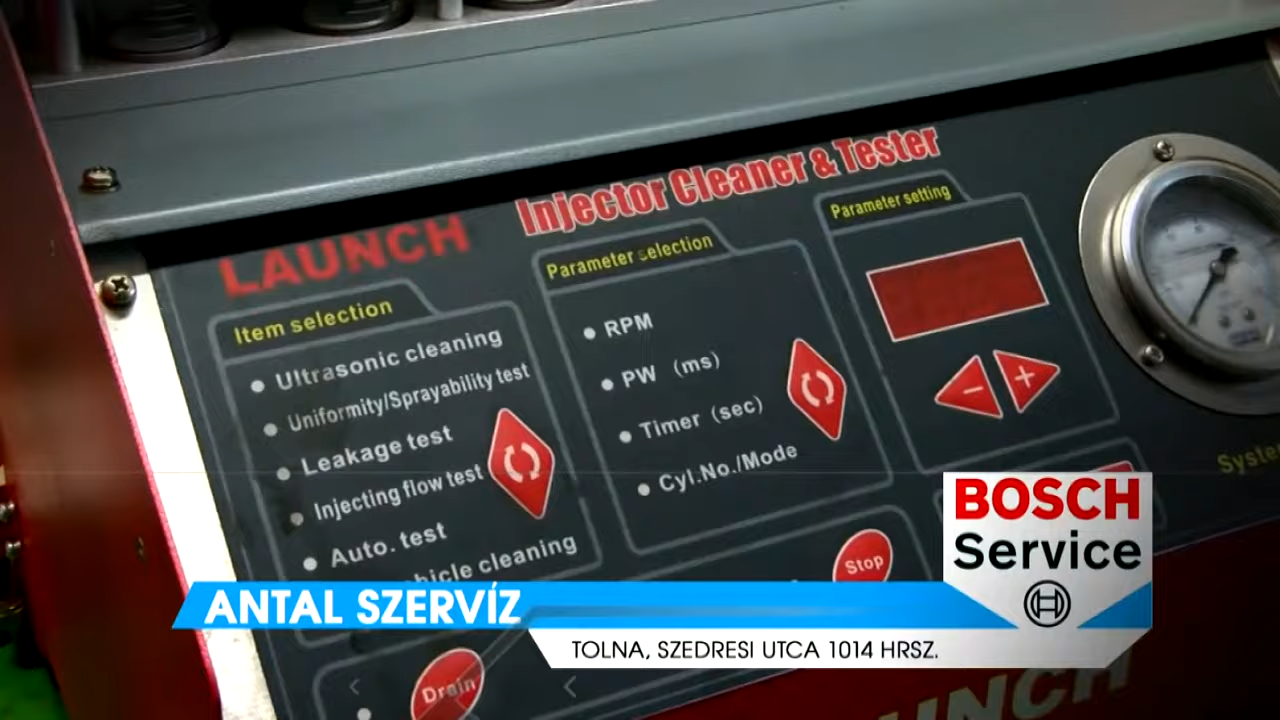 Injector Cleaner & Tester
LAUNCH
Item selection
Ultrasonic cleaning
Uniformity/Sprayability test
Leakage test
Injecting flow test
Auto. test
cleaning
Parameter selection
RPM
PW (ms)
Timer (sec)
Cyl.No./Mode
Parameter setting
- +
Stop
Drain
BOSCH
Service
ANTAL SZERVÍZ
TOLNA, SZEDRESI UTCA 1014 HRSZ.